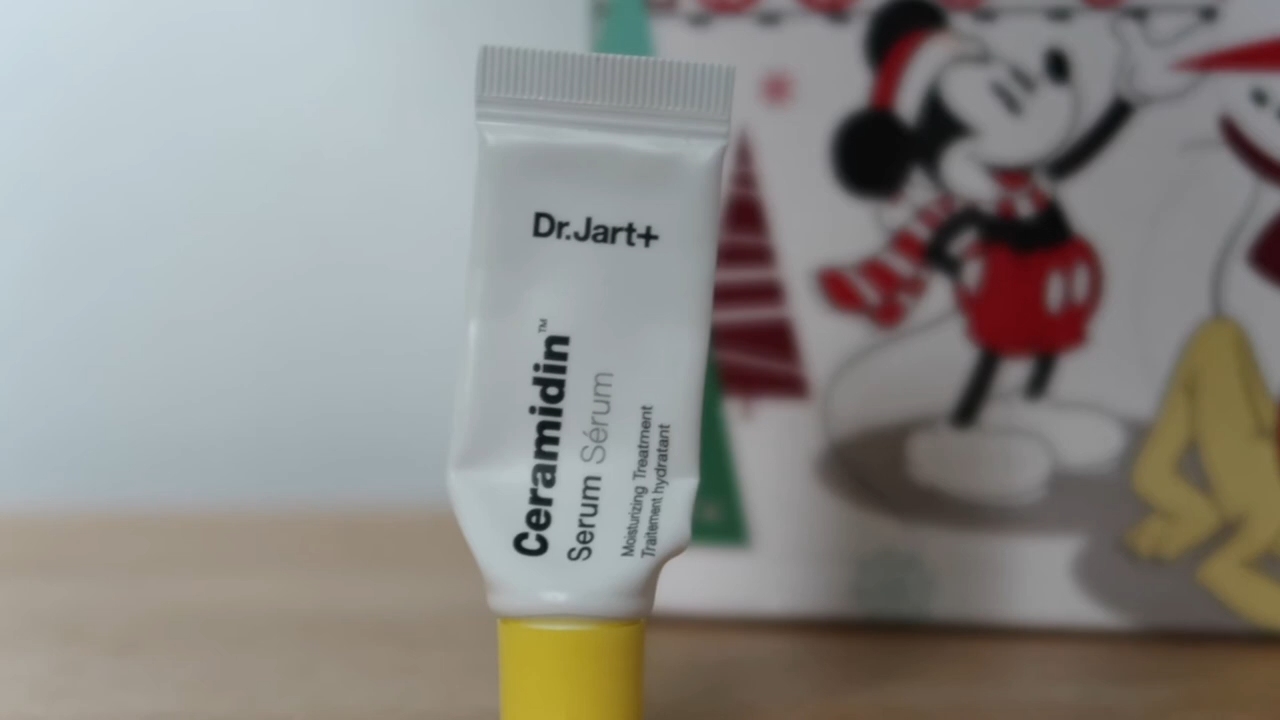 Dr.Jart+
Ceramidin™
Serum Sérum
Moisturizing Treatment
Traitement hydratant